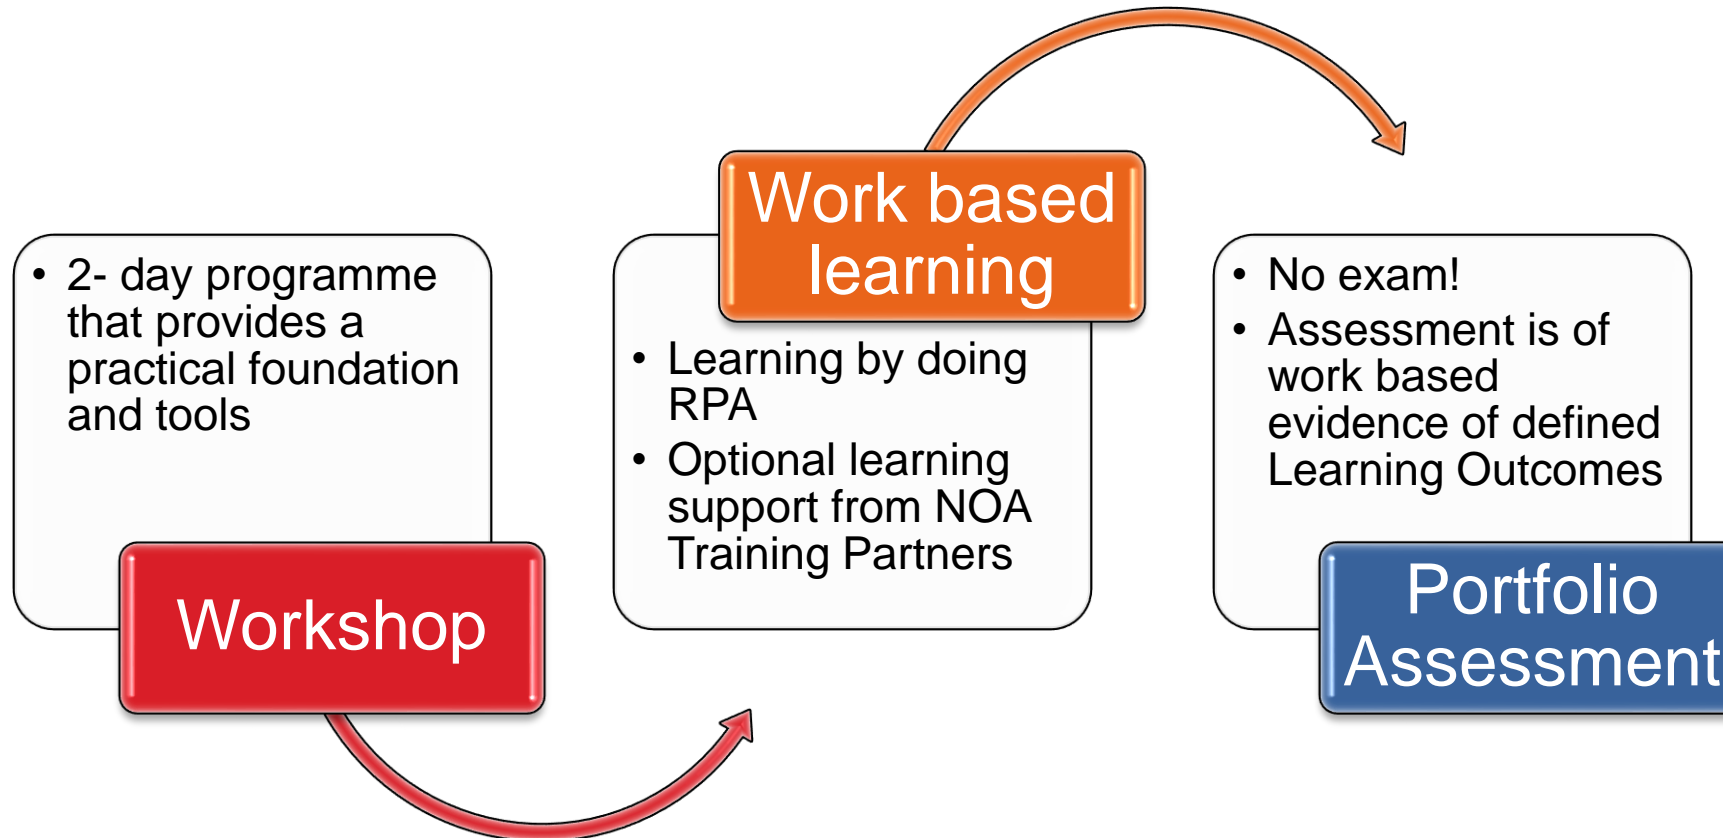 • 2- day programme
that provides a
practical foundation
and tools
Workshop
Work based
learning
• Learning by doing
RPA
• Optional learning
support from NOA
Training Partners
• No exam!
• Assessment is of
work based
evidence of defined
Learning Outcomes
Portfolio
Assessment